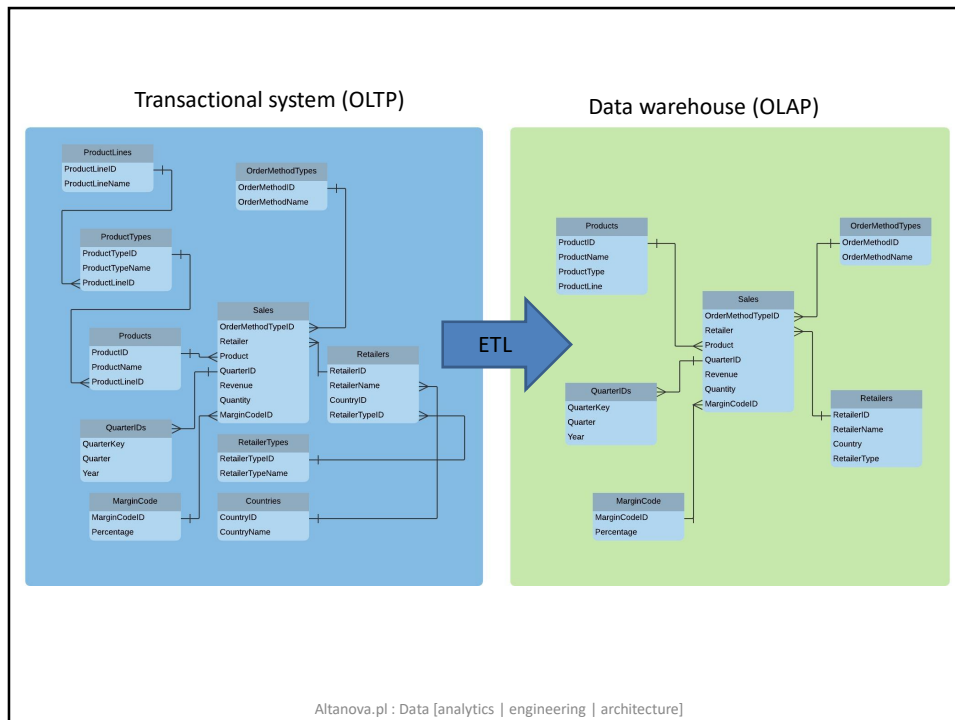 Transactional system (OLTP)
ProductLines
ProductLineID
ProductLineName
OrderMethodTypes
OrderMethodID
OrderMethodName
ProductTypes
ProductTypeID
ProductTypeName
ProductLineID
Sales
OrderMethodTypeID
Retailer
Product
QuarterID
Revenue
Quantity
MarginCodeID
Products
ProductID
ProductName
ProductLineID
Retailers
RetailerID
RetailerName
CountryID
RetailerTypeID
QuarterIDs
QuarterKey
Quarter
Year
RetailerTypes
RetailerTypeID
RetailerTypeName
MarginCode
MarginCodeID
Percentage
Countries
CountryID
CountryName
ETL
Data warehouse (OLAP)
Products
ProductID
ProductName
ProductType
ProductLine
OrderMethodTypes
OrderMethodID
OrderMethodName
Sales
OrderMethodTypeID
Retailer
Product
QuarterID
Revenue
Quantity
MarginCodeID
QuarterIDs
QuarterKey
Quarter
Year
Retailers
RetailerID
RetailerName
Country
RetailerType
MarginCode
MarginCodeID
Percentage
Altanova.pl : Data [analytics | engineering | architecture]